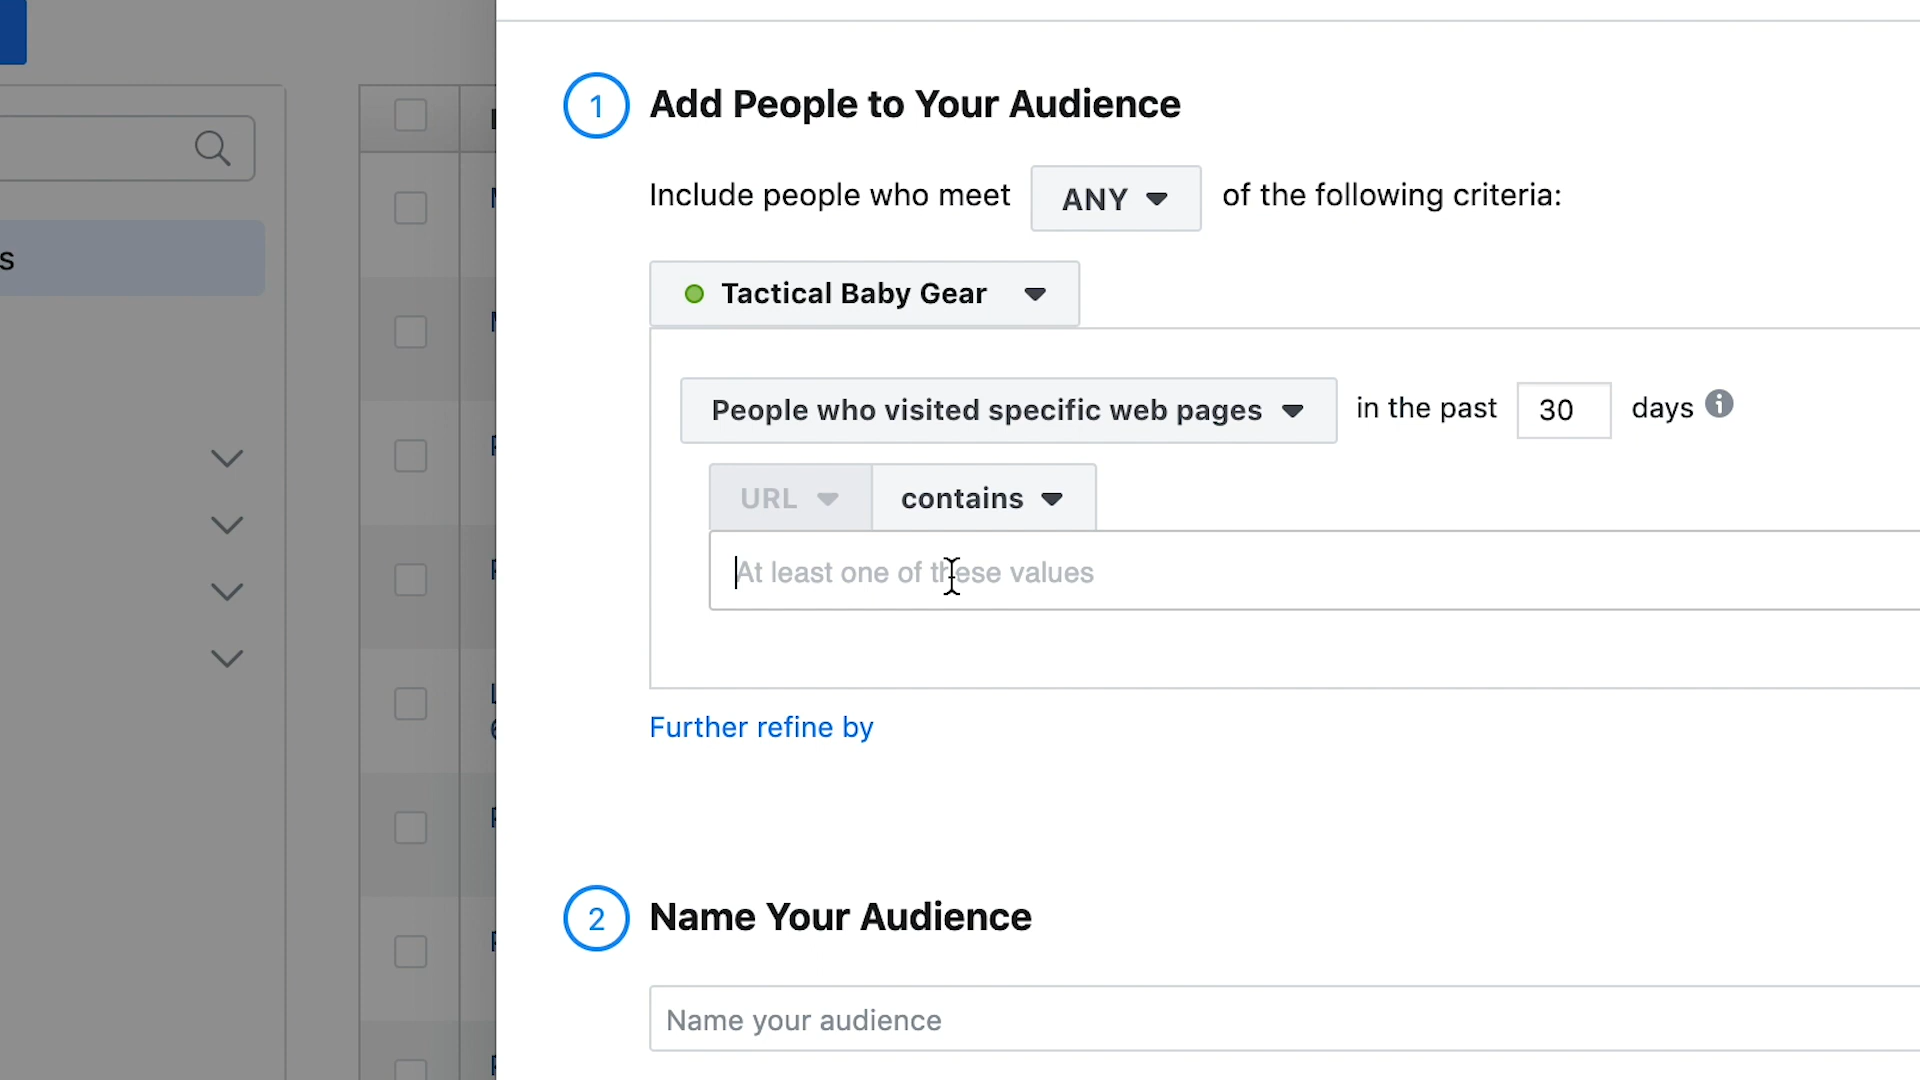 1 Add People to Your Audience
Include people who meet ANY of the following criteria:
Tactical Baby Gear
People who visited specific web pages in the past 30 days
URL contains
At least one of these values
Further refine by
2 Name Your Audience
Name your audience
s